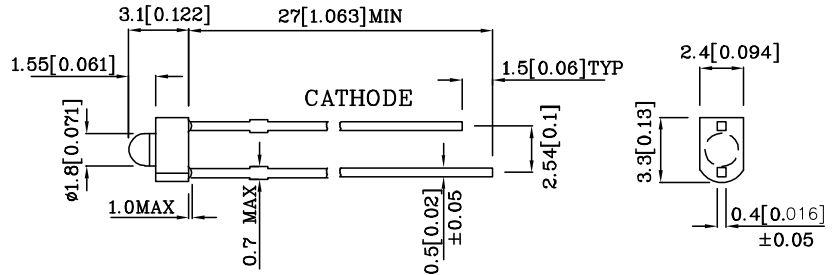 3.1[0.122]
27[1.063]MIN
1.55[0.061]
1.5[0.06]TYP
2.4[0.094]
CATHODE
ø1.8[0.071]
2.54[0.1]
3.3[0.13]
1.0MAX
0.7 MAX
0.5[0.02]
±0.05
0.4[0.016]
±0.05